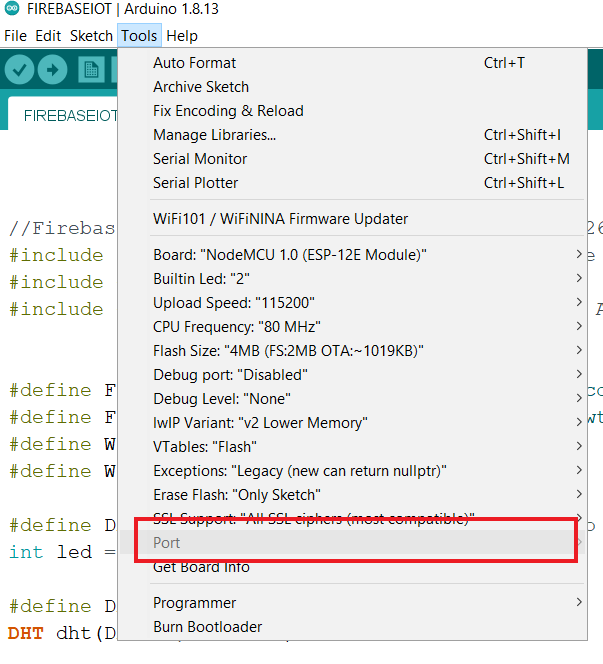 FIREBASEIOT | Arduino 1.8.13
File Edit Sketch Tools Help
Auto Format Ctrl+T
Archive Sketch
Fix Encoding & Reload
Manage Libraries... Ctrl+Shift+I
Serial Monitor Ctrl+Shift+M
Serial Plotter Ctrl+Shift+L
WiFi101 / WiFiNINA Firmware Updater
Board: "NodeMCU 1.0 (ESP-12E Module)"
Builtin Led: "2"
Upload Speed: "115200"
CPU Frequency: "80 MHz"
Flash Size: "4MB (FS:2MB OTA:~1019KB)"
Debug port: "Disabled"
Debug Level: "None"
IwIP Variant: "v2 Lower Memory"
VTables: "Flash"
Exceptions: "Legacy (new can return nullptr)"
Erase Flash: "Only Sketch"
SSL Support: "All SSL ciphers (most compatible)"
Port
Get Board Info
Programmer
Burn Bootloader
FIREBASEIOT
//Firebas
#include
#include
#include
#define F
#define F
#define W
#define W
#define D
int led =
#define D
DHT dht(D